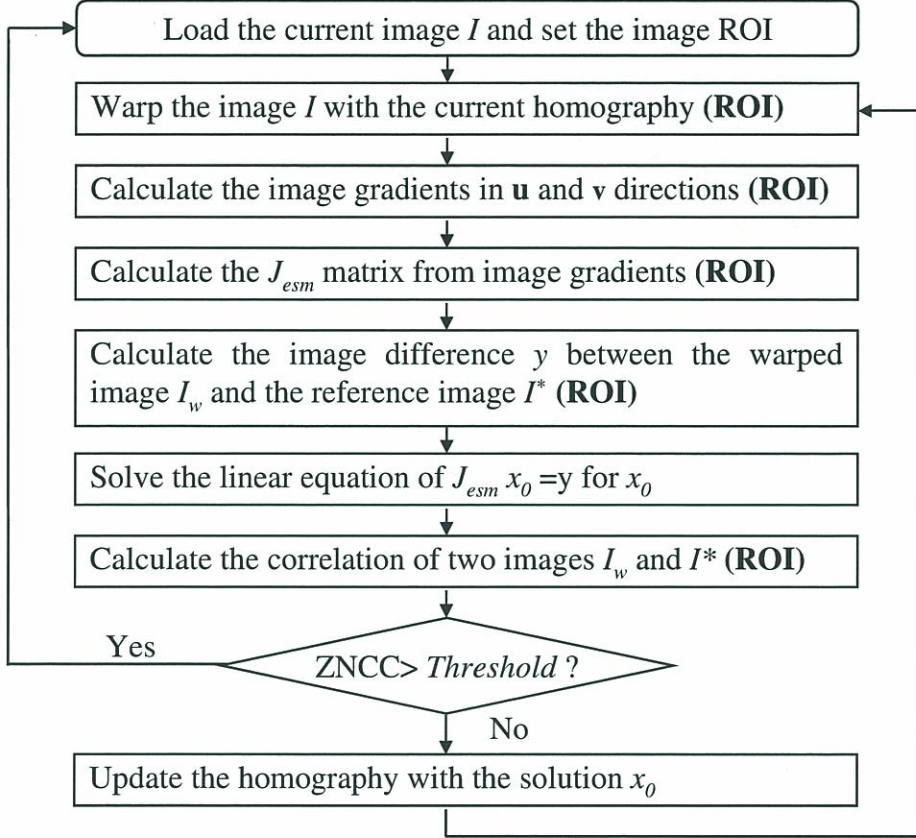 Load the current image I and set the image ROI
Warp the image I with the current homography (ROI)
Calculate the image gradients in u and v directions (ROI)
Calculate the J_esm matrix from image gradients (ROI)
Calculate the image difference y between the warped
image I_w and the reference image I* (ROI)
Solve the linear equation of J_esm x_0 =y for x_0
Calculate the correlation of two images I_w and I* (ROI)
Yes
ZNCC> Threshold ?
No
Update the homography with the solution x_0